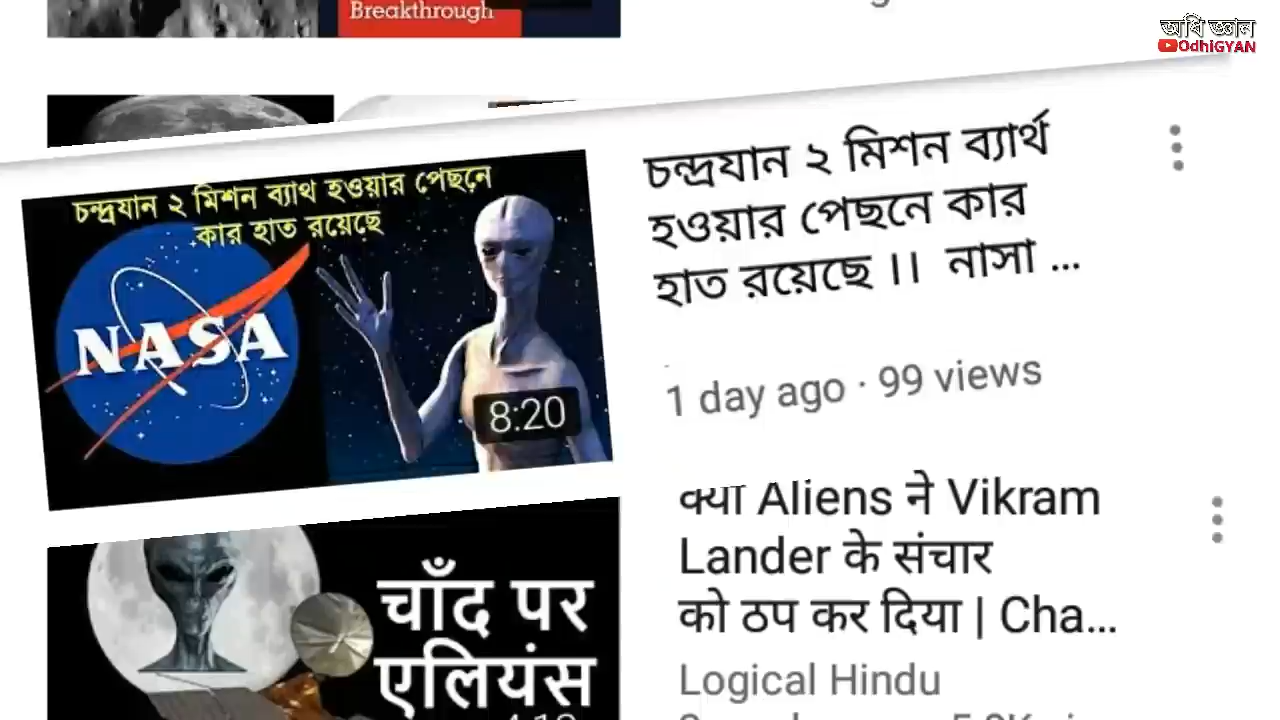 Breakthrough
অধি জ্ঞান
OdhiGYAN
চন্দ্রযান ২ মিশন ব্যাথ হওয়ার পেছনে
কার হাত রয়েছে
NASA
8:20
চন্দ্রযান ২ মিশন ব্যার্থ
হওয়ার পেছনে কার
হাত রয়েছে ।। নাসা ...
1 day ago · 99 views
क्या Aliens ने Vikram
Lander के संचार
को ठप कर दिया | Cha...
Logical Hindu
चाँद पर
एलियंस